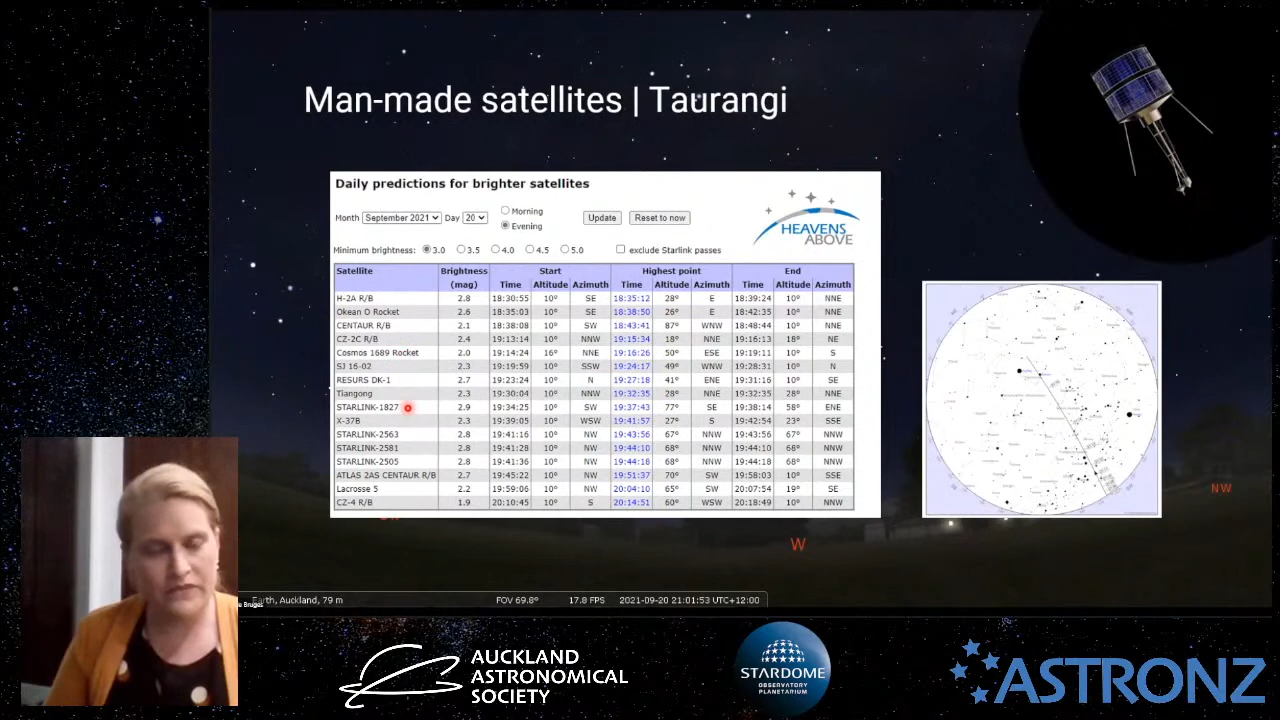 Man-made satellites | Taurangi
Daily predictions for brighter satellites
Month September 2021 Day 20 Morning Evening Update Reset to now
HEAVENS
ABOVE
Minimum brightness: 3.0 3.5 4.0 4.5 5.0 exclude Starlink passes
Satellite Brightness Start Highest point End
(mag) Time Altitude Azimuth Time Altitude Azimuth Time Altitude Azimuth
H-2A R/B 2.8 18:30:55 10° SE 18:35:12 28° E 18:39:24 10° NNE
Okean O Rocket 2.6 18:35:03 10° SE 18:38:50 26° E 18:42:35 10° NNE
CENTAUR R/B 2.1 18:38:08 10° SW 18:43:41 87° WNW 18:48:44 10° NNE
CZ-2C R/B 2.4 19:13:14 10° NNW 19:15:34 18° NNE 19:16:13 18° NE
Cosmos 1689 Rocket 2.0 19:14:24 16° NNE 19:16:26 50° ESE 19:19:11 10° S
SJ 16-02 2.3 19:19:59 10° SSW 19:24:17 49° WNW 19:28:31 10° N
RESURS DK-1 2.7 19:23:24 10° N 19:27:18 41° ENE 19:31:16 10° SE
Tiangong 2.3 19:30:04 10° NNW 19:32:35 28° NNE 19:32:35 28° NNE
STARLINK-1827 2.9 19:34:25 10° SW 19:37:43 77° SE 19:38:14 58° ENE
X-37B 2.3 19:39:05 10° WSW 19:41:57 27° S 19:42:54 23° SSE
STARLINK-2563 2.8 19:41:16 10° NW 19:43:56 67° NNW 19:43:56 67° NNW
STARLINK-2581 2.8 19:41:28 10° NW 19:44:10 68° NNW 19:44:10 68° NNW
STARLINK-2505 2.8 19:41:36 10° NW 19:44:18 68° NNW 19:44:18 68° NNW
ATLAS 2AS CENTAUR R/B 2.7 19:45:22 10° NW 19:51:37 70° SW 19:58:03 10° SSE
Lacrosse 5 2.2 19:59:06 10° NW 20:04:10 65° SW 20:07:54 19° SE
CZ-4 R/B 1.9 20:10:45 10° S 20:14:51 60° WSW 20:18:49 10° NNW
NW
W
Earth, Auckland, 79 m FOV 69.8° 17.8 FPS 2021-09-20 21:01:53 UTC+12:00
e Bruges
AUCKLAND
ASTRONOMICAL
SOCIETY
STARDOME
OBSERVATORY
PLANETARIUM
ASTRONZ